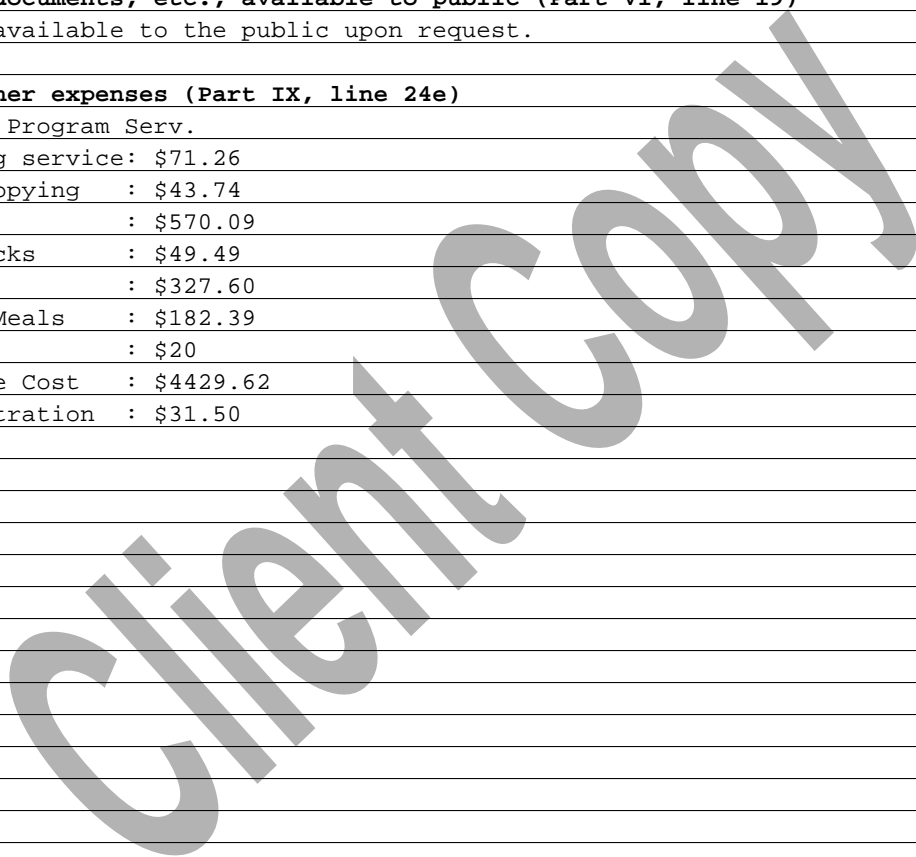 documents, etc., available to public (Part VI, line 19)
available to the public upon request.
her expenses (Part IX, line 24e)
Program Serv.
g service: $71.26
opying : $43.74
: $570.09
cks : $49.49
: $327.60
Meals : $182.39
: $20
e Cost : $4429.62
tration : $31.50
Client Copy